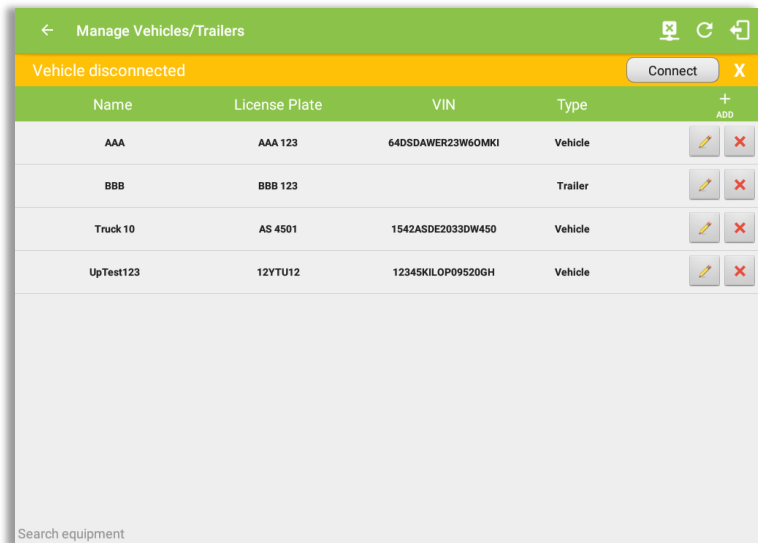 Manage Vehicles/Trailers
Vehicle disconnected Connect X
Name License Plate VIN Type + ADD
AAA AAA 123 64DSDAWER23W6OMKI Vehicle
BBB BBB 123 Trailer
Truck 10 AS 4501 1542ASDE2033DW450 Vehicle
UpTest123 12YTU12 12345KILOP09520GH Vehicle
Search equipment